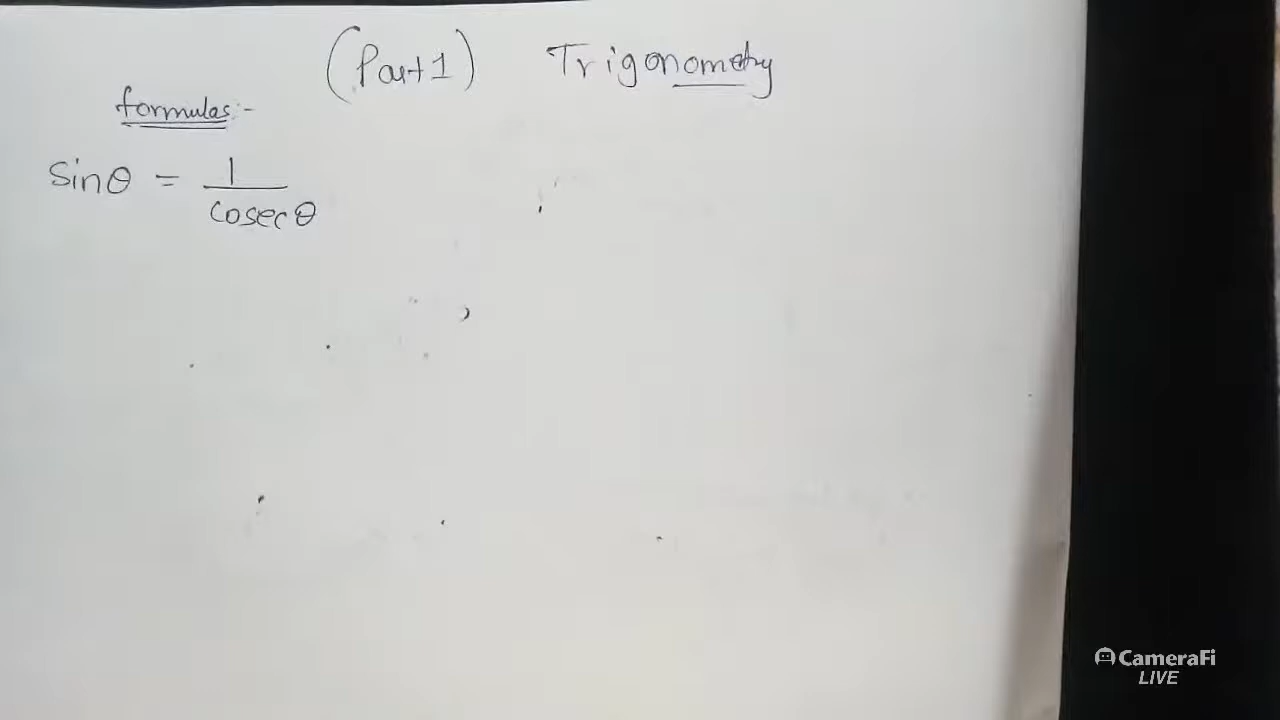 (Part 1) Trigonometry
formulas:-
sinθ = 1/cosecθ
CameraFi
LIVE